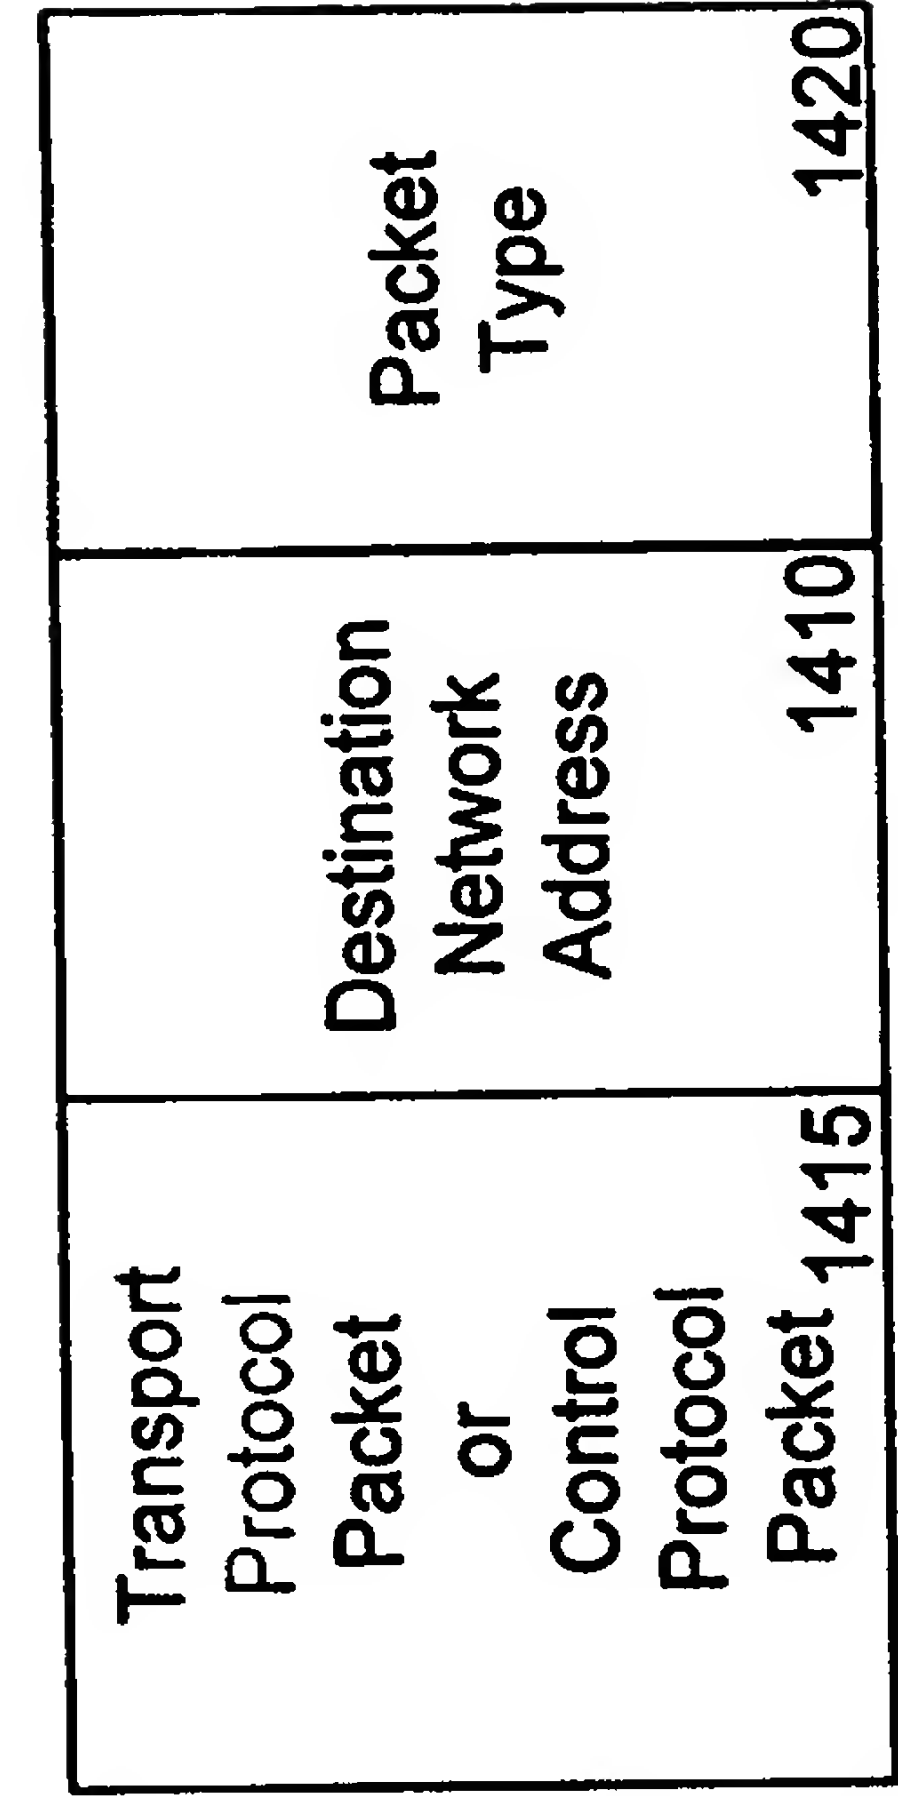 Transport
Protocol
Packet
or
Control
Protocol
Packet
1415
Destination
Network
Address
1410
Packet
Type
1420